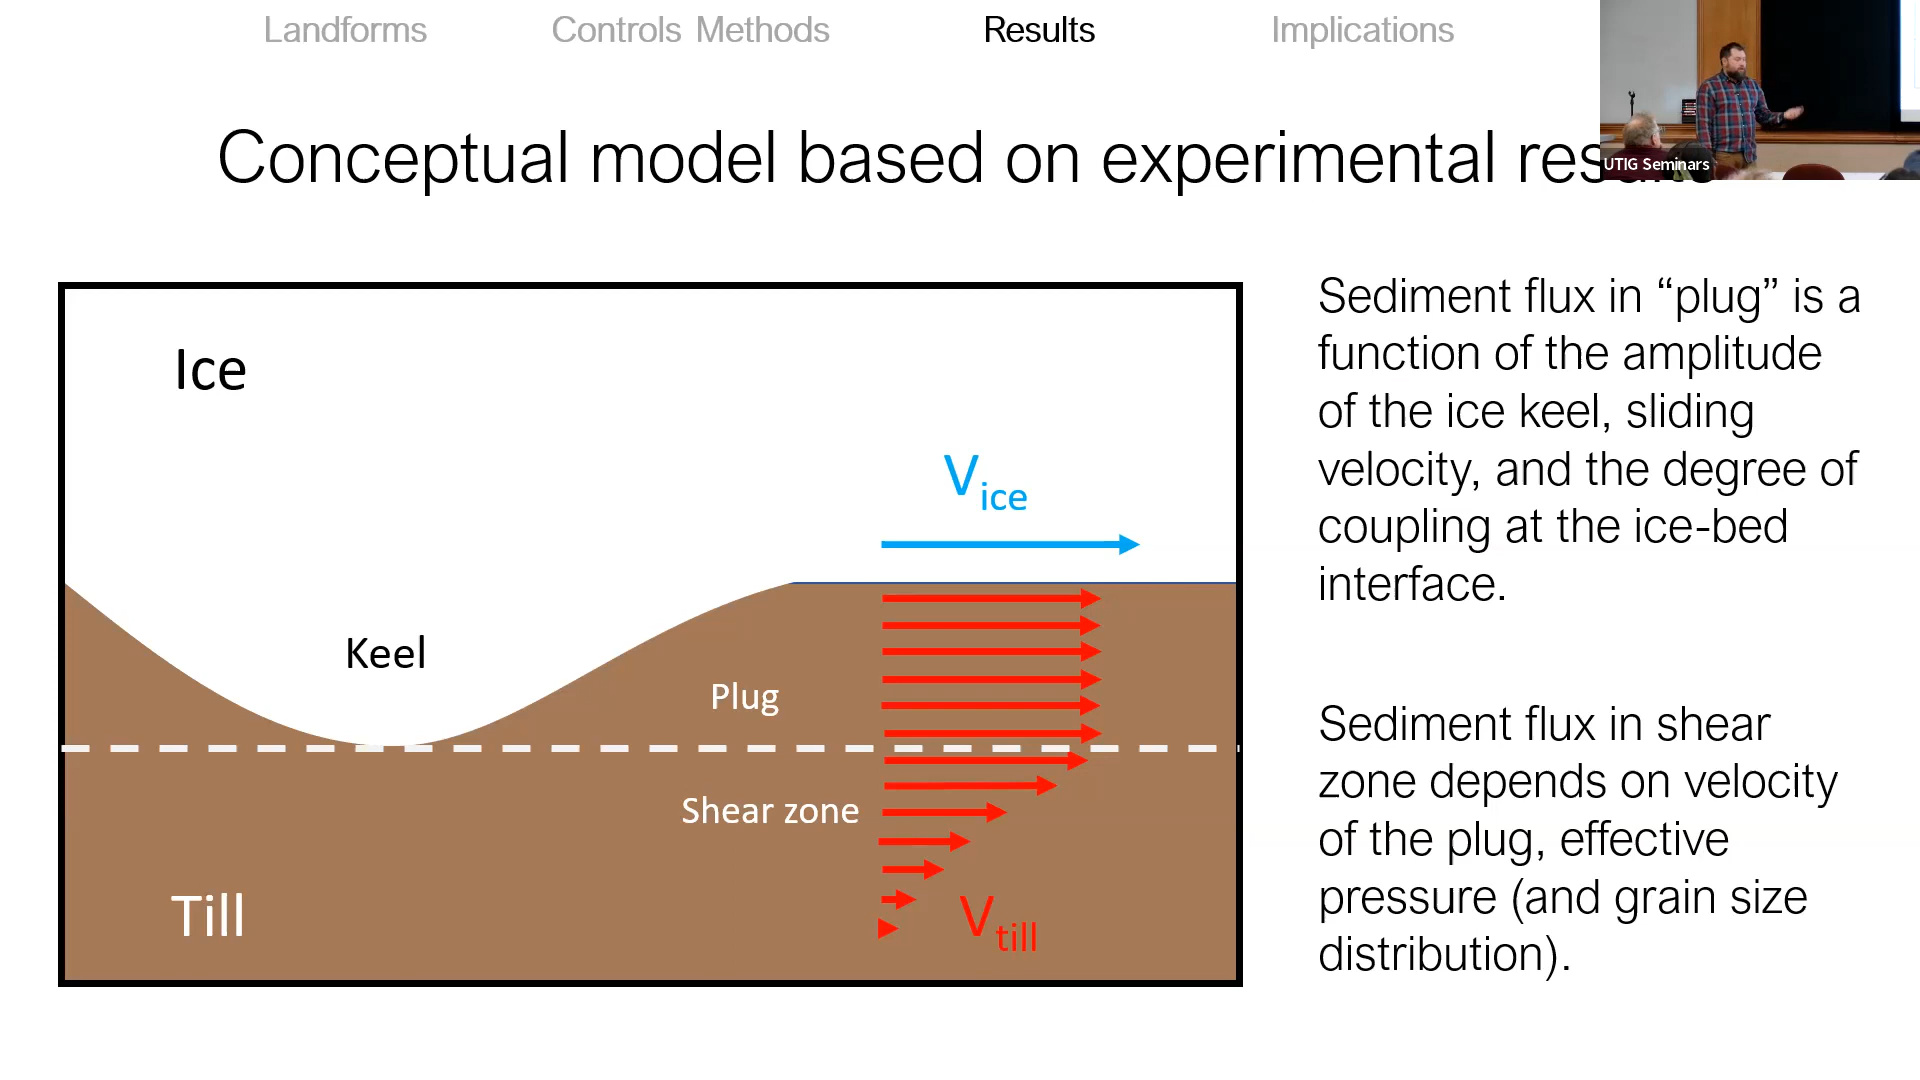 Landforms Controls Methods Results Implications
Conceptual model based on experimental results
UTIG Seminars
Ice
V ice
Keel
Plug
Shear zone
Till
V till
Sediment flux in “plug” is a
function of the amplitude
of the ice keel, sliding
velocity, and the degree of
coupling at the ice-bed
interface.
Sediment flux in shear
zone depends on velocity
of the plug, effective
pressure (and grain size
distribution).